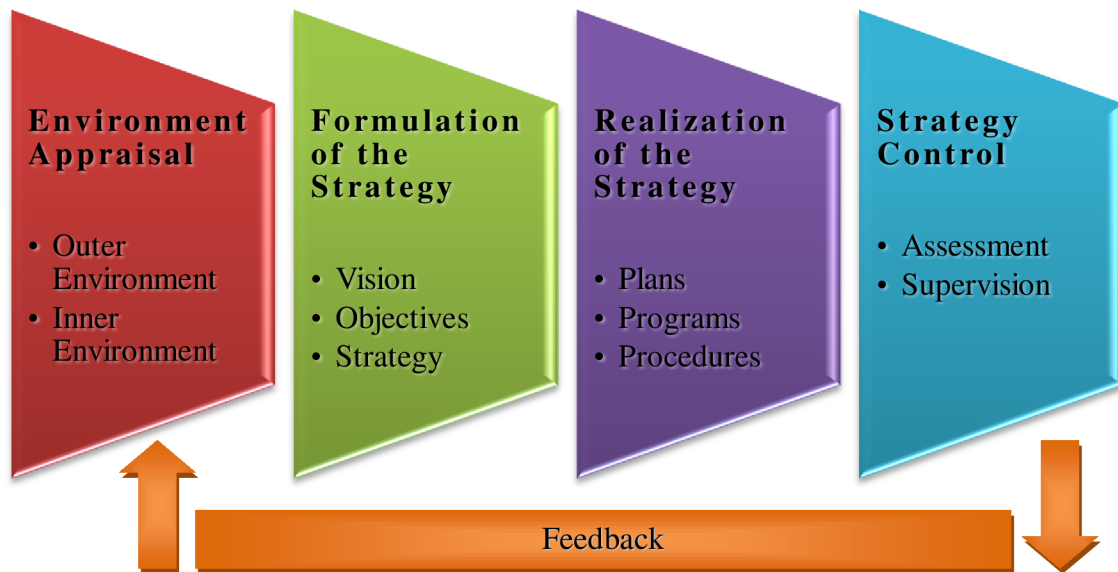 Environment
Appraisal
• Outer
Environment
• Inner
Environment
Formulation
of the
Strategy
• Vision
• Objectives
• Strategy
Realization
of the
Strategy
• Plans
• Programs
• Procedures
Strategy
Control
• Assessment
• Supervision
Feedback